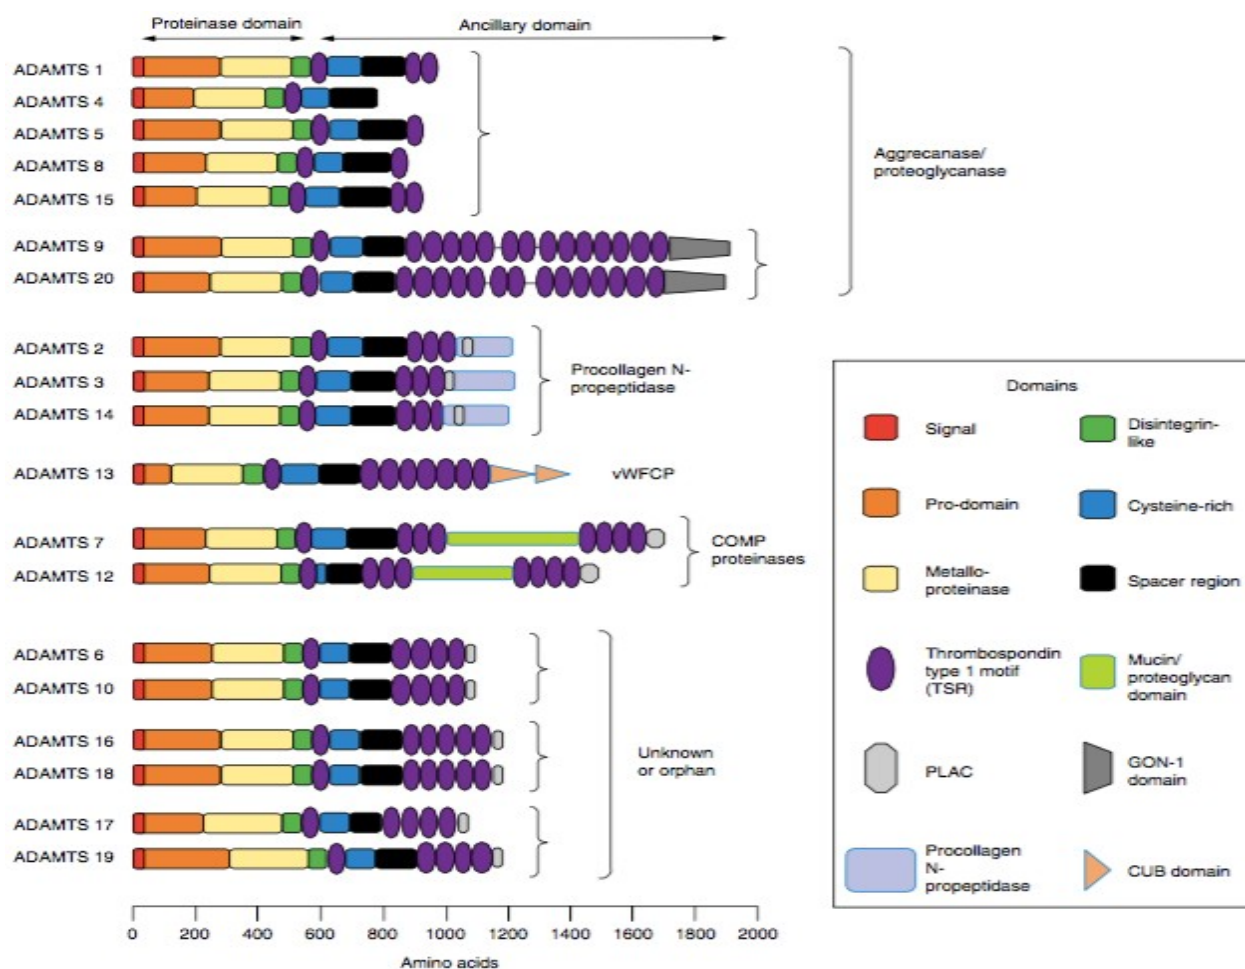 Proteinase domain
Ancillary domain
ADAMTS 1
ADAMTS 4
ADAMTS 5
ADAMTS 8
ADAMTS 15
Aggrecanase/
proteoglycanase
ADAMTS 9
ADAMTS 20
ADAMTS 2
ADAMTS 3
ADAMTS 14
Procollagen N-
propeptidase
ADAMTS 13
vWFCP
ADAMTS 7
ADAMTS 12
COMP
proteinases
ADAMTS 6
ADAMTS 10
ADAMTS 16
ADAMTS 18
ADAMTS 17
ADAMTS 19
Unknown
or orphan
0 200 400 600 800 1000 1200 1400 1600 1800 2000
Amino acids
Domains
Signal
Disintegrin-
like
Pro-domain
Cysteine-rich
Metallo-
proteinase
Spacer region
Thrombospondin
type 1 motif
(TSR)
Mucin/
proteoglycan
domain
PLAC
GON-1
domain
Procollagen
N-
propeptidase
CUB domain